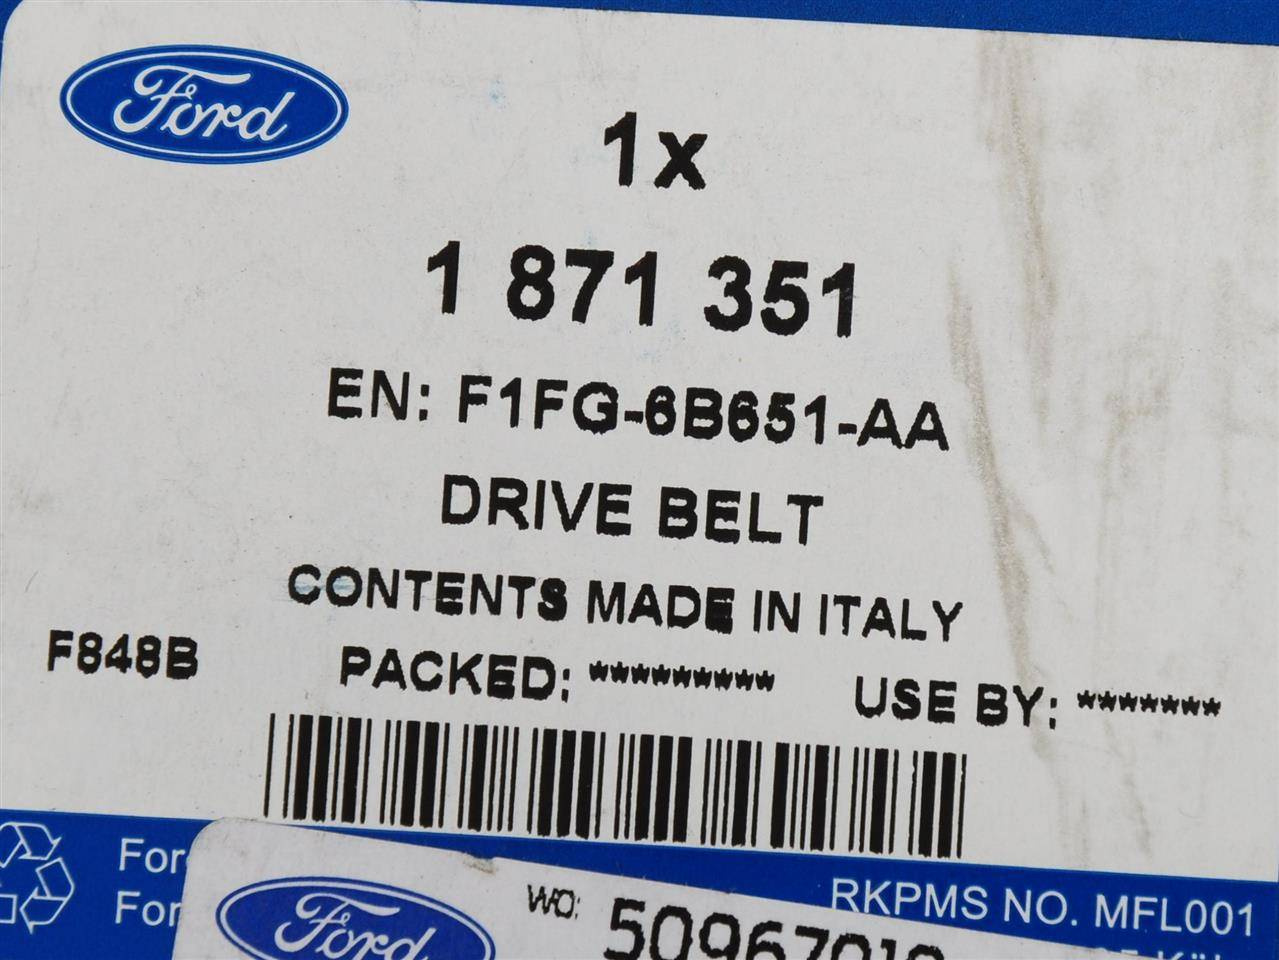 Ford
1x
1 871 351
EN: F1FG-6B651-AA
DRIVE BELT
CONTENTS MADE IN ITALY
F848B
PACKED: ********* USE BY: *******
For
For
RKPMS NO. MFL001
Ford
WO: